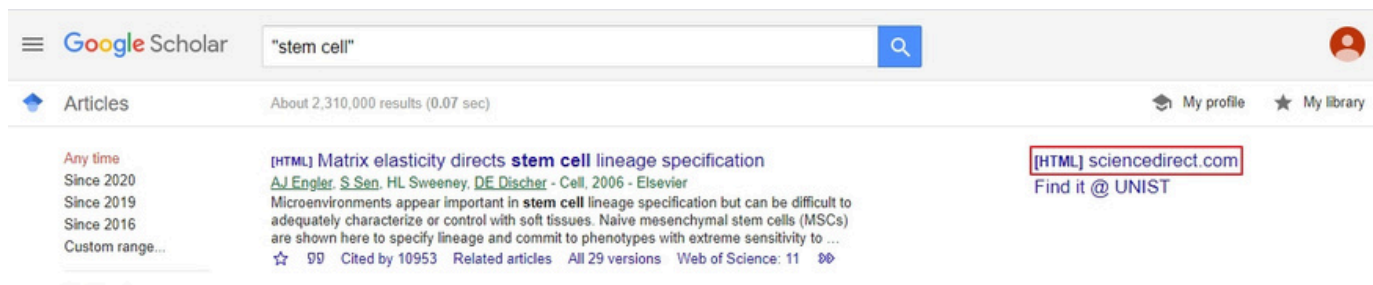 Google Scholar
"stem cell"
Articles
About 2,310,000 results (0.07 sec)
My profile
My library
Any time
Since 2020
Since 2019
Since 2016
Custom range...
[HTML] Matrix elasticity directs stem cell lineage specification
AJ Engler, S Sen, HL Sweeney, DE Discher - Cell, 2006 - Elsevier
Microenvironments appear important in stem cell lineage specification but can be difficult to
adequately characterize or control with soft tissues. Naive mesenchymal stem cells (MSCs)
are shown here to specify lineage and commit to phenotypes with extreme sensitivity to ...
Cited by 10953 Related articles All 29 versions Web of Science: 11
[HTML] sciencedirect.com
Find it @ UNIST